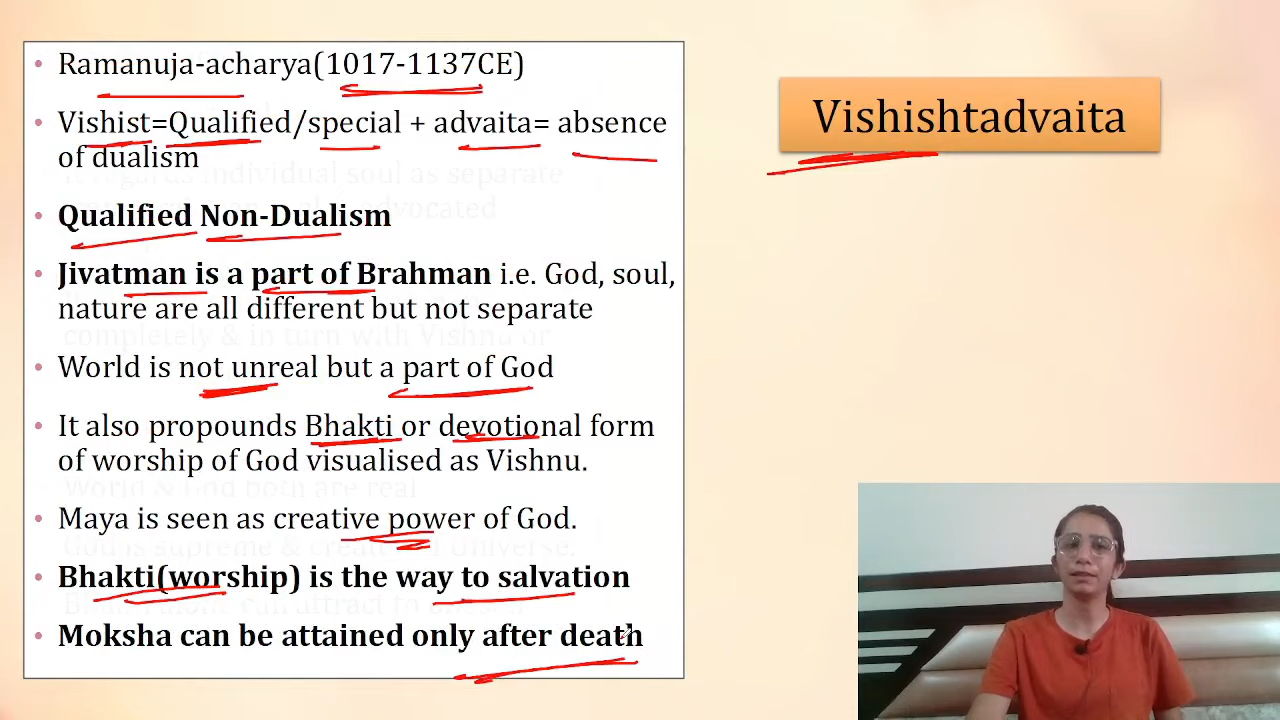 • Ramanuja-acharya(1017-1137CE)
• Vishist=Qualified/special + advaita= absence
of dualism
• Qualified Non-Dualism
• Jivatman is a part of Brahman i.e. God, soul,
nature are all different but not separate
• World is not unreal but a part of God
• It also propounds Bhakti or devotional form
of worship of God visualised as Vishnu.
• Maya is seen as creative power of God.
• Bhakti(worship) is the way to salvation
• Moksha can be attained only after death
Vishishtadvaita